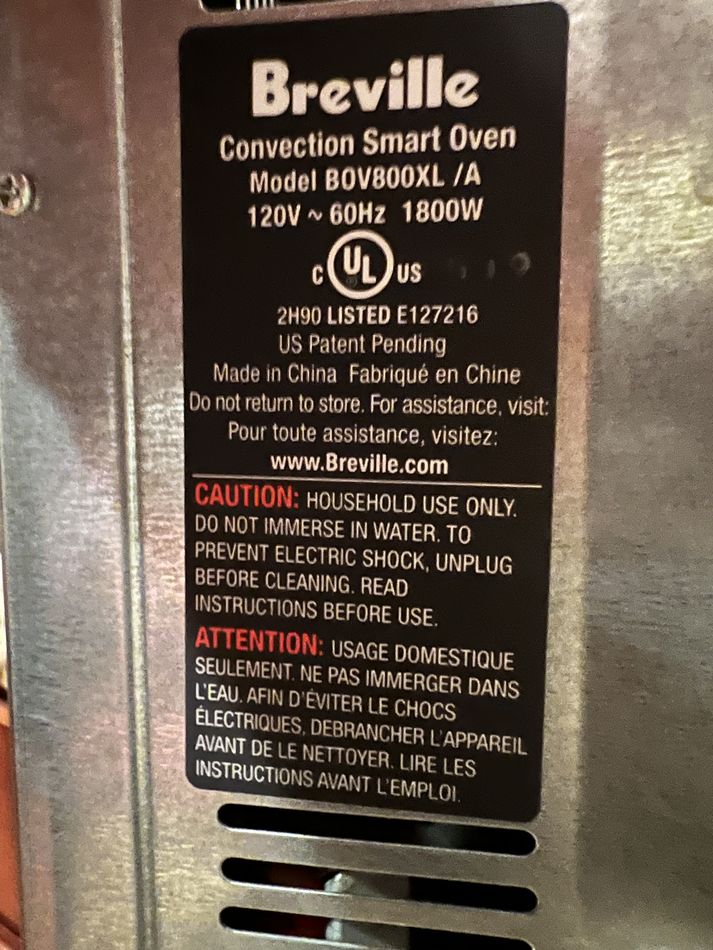 Breville
Convection Smart Oven
Model BOV800XL /A
120V ~ 60Hz 1800W
C UL US
2H90 LISTED E127216
US Patent Pending
Made in China Fabriqué en Chine
Do not return to store. For assistance, visit:
Pour toute assistance, visitez:
www.Breville.com
CAUTION: HOUSEHOLD USE ONLY.
DO NOT IMMERSE IN WATER. TO
PREVENT ELECTRIC SHOCK, UNPLUG
BEFORE CLEANING. READ
INSTRUCTIONS BEFORE USE.
ATTENTION: USAGE DOMESTIQUE
SEULEMENT. NE PAS IMMERGER DANS
L'EAU. AFIN D'ÉVITER LE CHOCS
ÉLECTRIQUES, DEBRANCHER L'APPAREIL
AVANT DE LE NETTOYER. LIRE LES
INSTRUCTIONS AVANT L'EMPLOI.